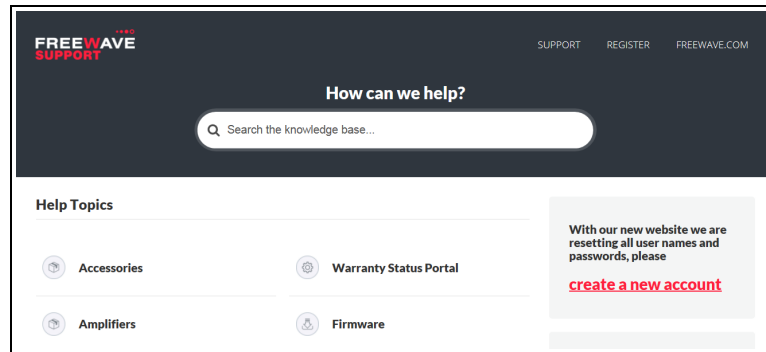 FREEWAVE
SUPPORT
SUPPORT REGISTER FREEWAVE.COM
How can we help?
Search the knowledge base...
Help Topics
Accessories
Warranty Status Portal
Amplifiers
Firmware
With our new website we are
resetting all user names and
passwords, please
create a new account